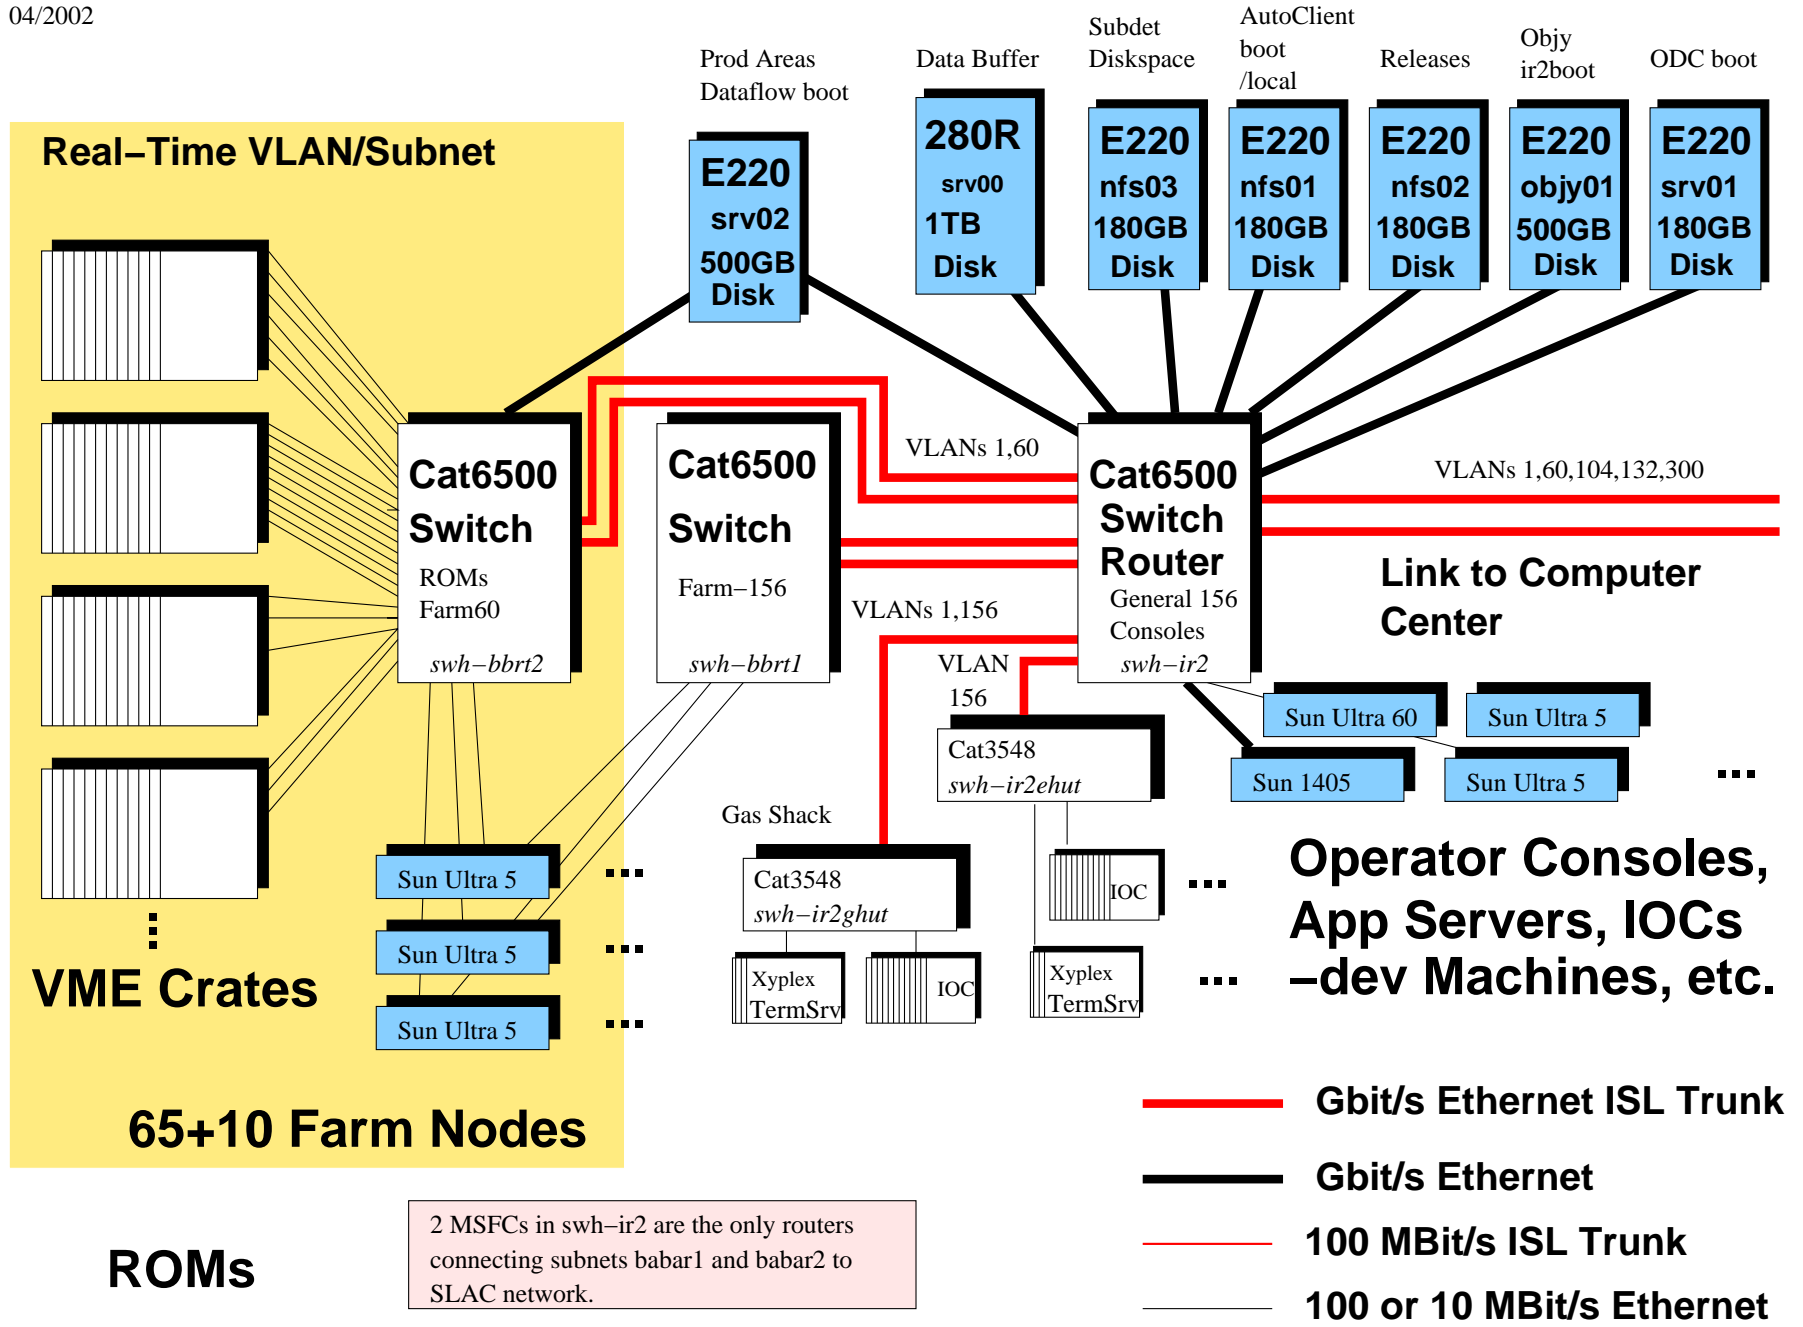 04/2002
Prod Areas
Dataflow boot
Data Buffer
Subdet
Diskspace
AutoClient
boot
/local
Releases
Objy
ir2boot
ODC boot
Real−Time VLAN/Subnet
E220
srv02
500GB
Disk
280R
srv00
1TB
Disk
E220
nfs03
180GB
Disk
E220
nfs01
180GB
Disk
E220
nfs02
180GB
Disk
E220
objy01
500GB
Disk
E220
srv01
180GB
Disk
Cat6500
Switch
ROMs
Farm60
swh−bbrt2
Cat6500
Switch
Farm−156
swh−bbrt1
VLANs 1,60
Cat6500
Switch
Router
General 156
Consoles
swh−ir2
VLANs 1,60,104,132,300
Link to Computer
Center
VLANs 1,156
VLAN
156
Cat3548
swh−ir2ehut
Sun Ultra 60
Sun Ultra 5
Sun 1405
Sun Ultra 5
...
Gas Shack
Cat3548
swh−ir2ghut
IOC
...
Xyplex
TermSrv
IOC
Xyplex
TermSrv
...
Operator Consoles,
App Servers, IOCs
−dev Machines, etc.
Sun Ultra 5
...
Sun Ultra 5
...
Sun Ultra 5
...
VME Crates
65+10 Farm Nodes
ROMs
2 MSFCs in swh−ir2 are the only routers
connecting subnets babar1 and babar2 to
SLAC network.
Gbit/s Ethernet ISL Trunk
Gbit/s Ethernet
100 MBit/s ISL Trunk
100 or 10 MBit/s Ethernet